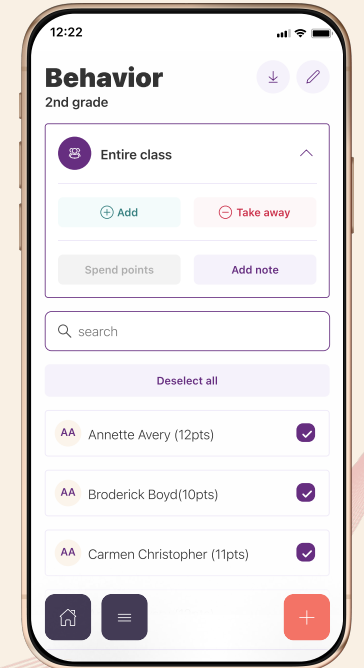 12:22
Behavior
2nd grade
Entire class
Add
Take away
Spend points
Add note
search
Deselect all
AA Annette Avery (12pts)
AA Broderick Boyd(10pts)
AA Carmen Christopher (11pts)